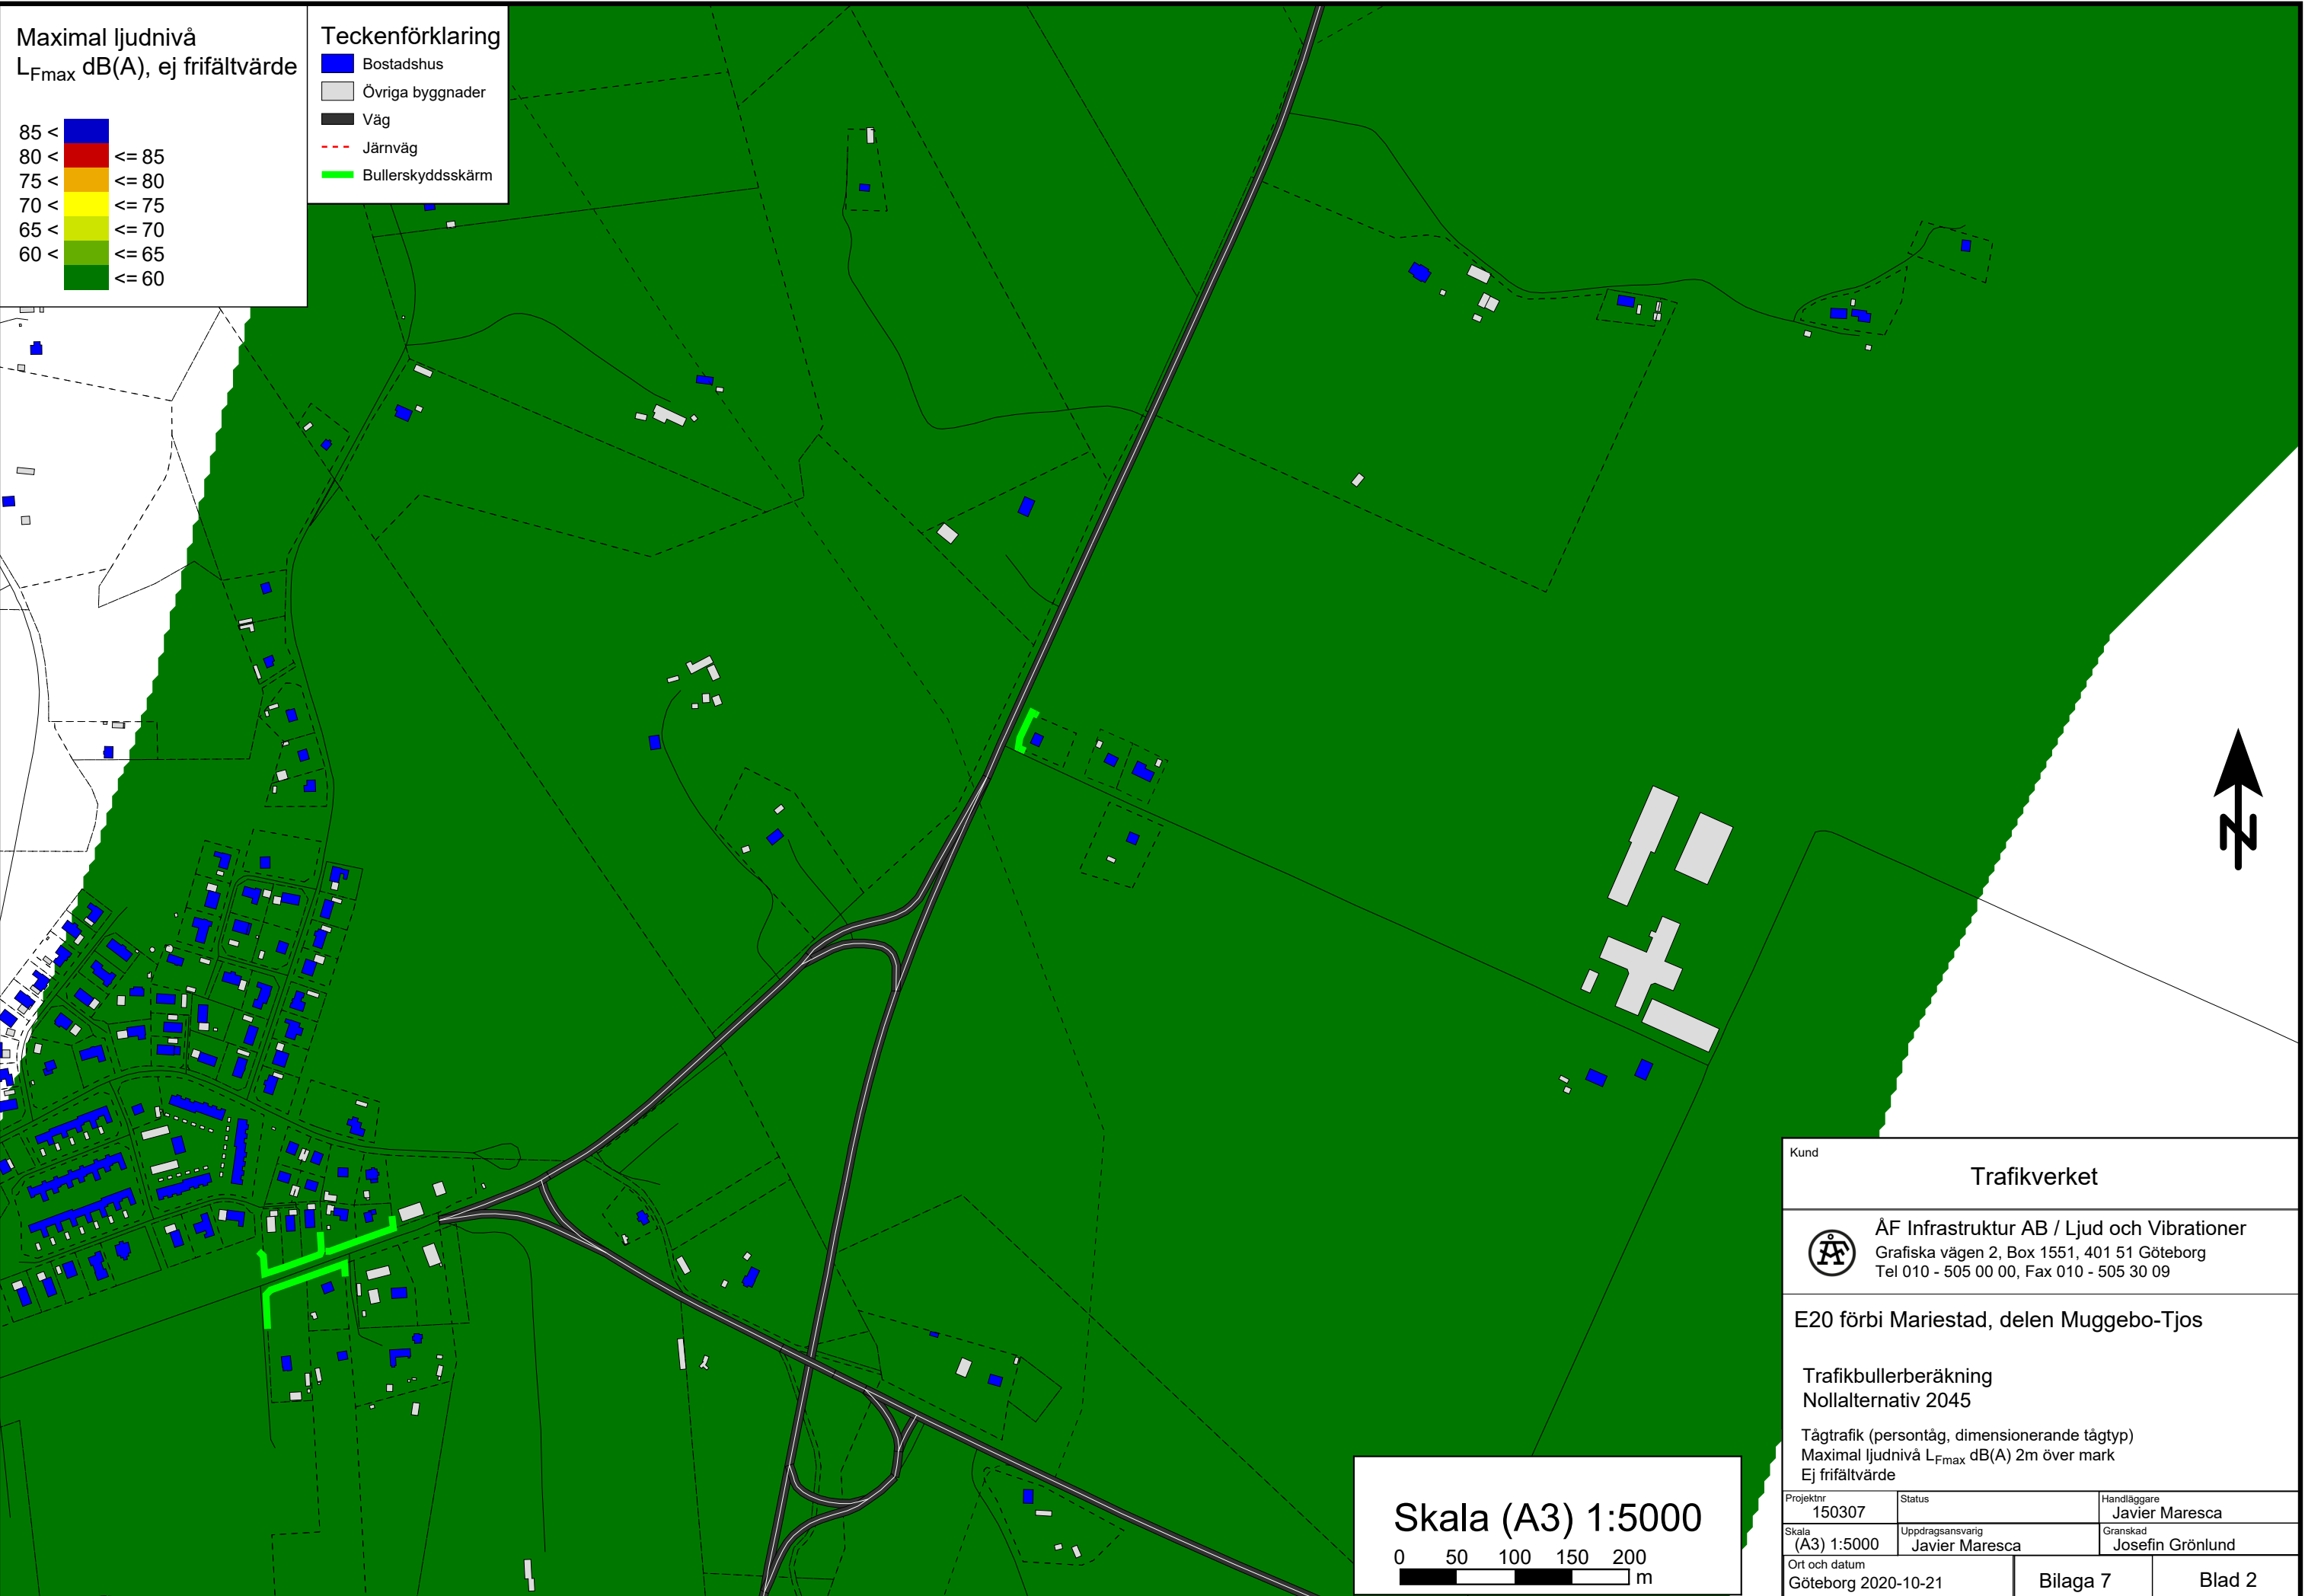 Maximal ljudnivå
LFmax dB(A), ej frifältvärde
85 <
80 < <= 85
75 < <= 80
70 < <= 75
65 < <= 70
60 < <= 65
<= 60
Teckenförklaring
Bostadshus
Övriga byggnader
Väg
Järnväg
Bullerskyddsskärm
N
Skala (A3) 1:5000
0 50 100 150 200
m
Kund
Trafikverket
ÅF
ÅF Infrastruktur AB / Ljud och Vibrationer
Grafiska vägen 2, Box 1551, 401 51 Göteborg
Tel 010 - 505 00 00, Fax 010 - 505 30 09
E20 förbi Mariestad, delen Muggebo-Tjos
Trafikbullerberäkning
Nollalternativ 2045
Tågtrafik (persontåg, dimensionerande tågtyp)
Maximal ljudnivå LFmax dB(A) 2m över mark
Ej frifältvärde
Projektnr
150307
Status
Handläggare
Javier Maresca
Skala
(A3) 1:5000
Uppdragsansvarig
Javier Maresca
Granskad
Josefin Grönlund
Ort och datum
Göteborg 2020-10-21
Bilaga 7
Blad 2